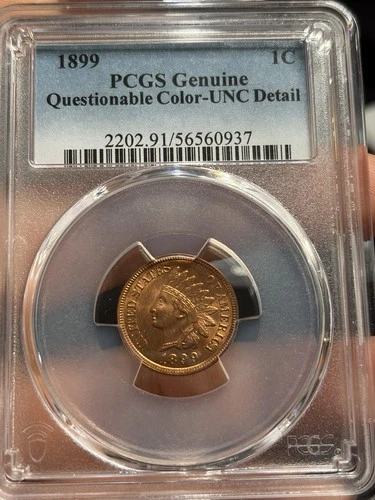 1899 1C
PCGS Genuine
Questionable Color-UNC Detail
2202.91/56560937
UNITED STATES OF AMERICA
1899
PCGS